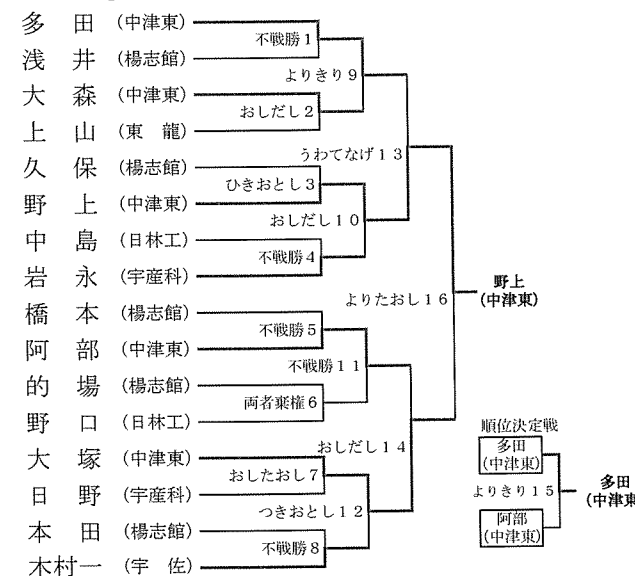 多田 (中津東)
不戦勝1
浅井 (楊志館)
よりきり9
大森 (中津東)
おしだし2
上山 (東龍)
うわてなげ13
久保 (楊志館)
ひきおとし3
野上 (中津東)
おしだし10
中島 (日林工)
不戦勝4
岩永 (宇産科)
よりたおし16
野上
(中津東)
橋本 (楊志館)
不戦勝5
阿部 (中津東)
不戦勝11
的場 (楊志館)
両者棄権6
野口 (日林工)
おしだし14
大塚 (中津東)
おしたおし7
日野 (宇産科)
つきおとし12
本田 (楊志館)
不戦勝8
木村一 (宇佐)
順位決定戦
多田
(中津東)
よりきり15
阿部
(中津東)
多田
(中津東